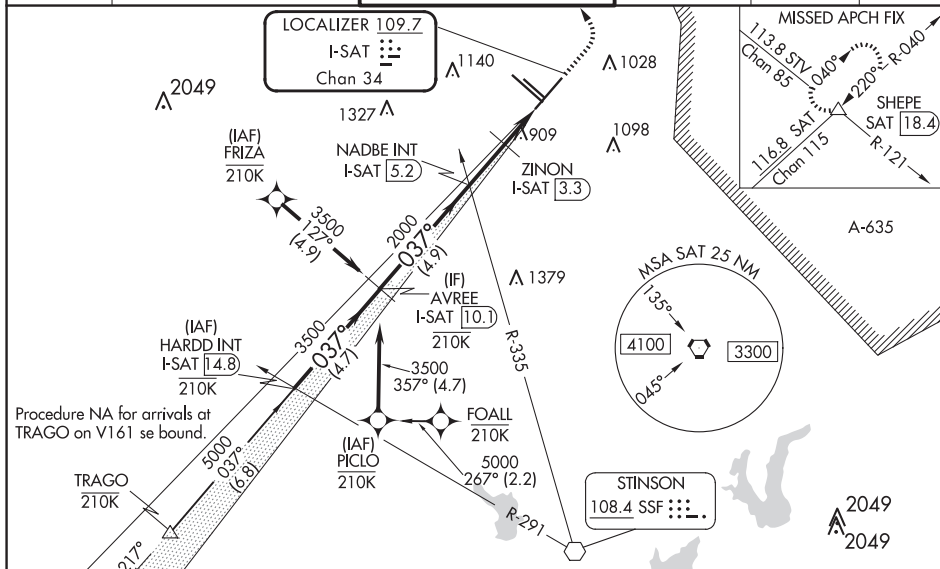 LOCALIZER 109.7
I-SAT
Chan 34
2049
1140
1327
1028
909
1098
MISSED APCH FIX
113.8 STV
Chan 85
040°
R-040
220°
SHEPE
SAT 18.4
116.8 SAT
Chan 115
R-121
A-635
(IAF)
FRIZA
210K
NADBE INT
I-SAT 5.2
ZINON
I-SAT 3.3
3500
127°
(4.9)
2000
037°
(4.9)
1379
(IF)
AVREE
I-SAT 10.1
210K
MSA SAT 25 NM
135°
4100
3300
045°
(IAF)
HARDD INT
I-SAT 14.8
210K
3500
037°
(4.7)
R-335
3500
357° (4.7)
Procedure NA for arrivals at
TRAGO on V161 se bound.
FOALL
210K
(IAF)
PICLO
210K
5000
267° (2.2)
5000
037°
(6.8)
TRAGO
210K
217°
R-291
STINSON
108.4 SSF
2049
2049